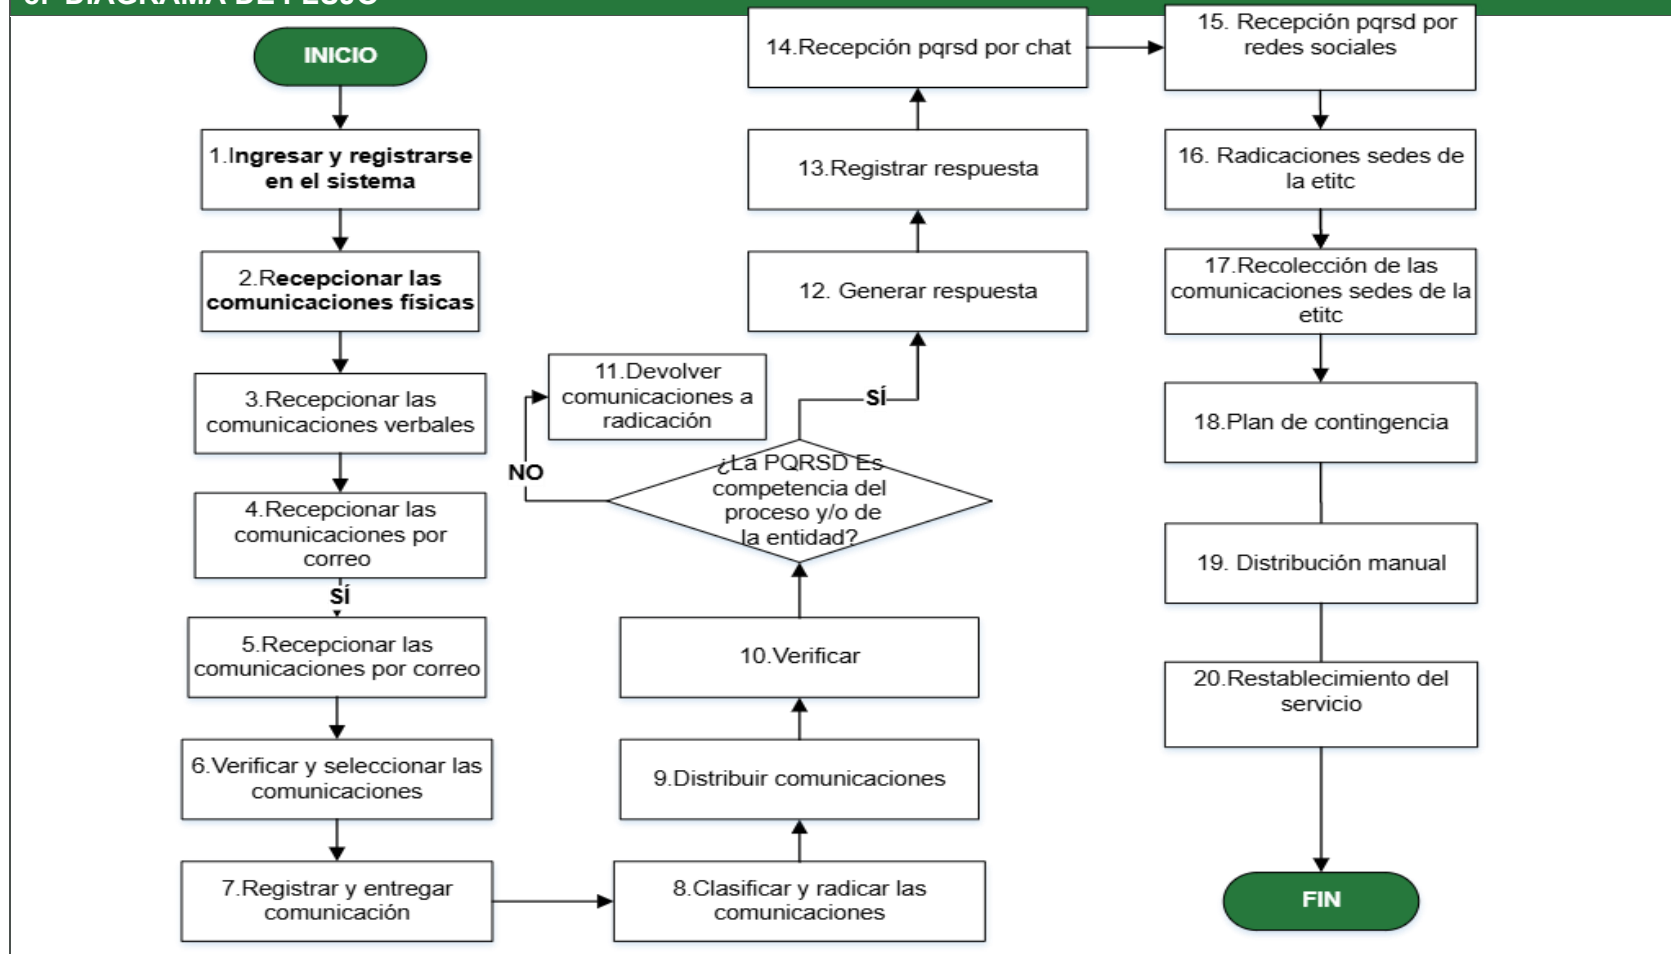 DIAGRAMA DE FLUJO
INICIO
1.Ingresar y registrarse
en el sistema
2.Recepcionar las
comunicaciones físicas
3.Recepcionar las
comunicaciones verbales
4.Recepcionar las
comunicaciones por
correo
SÍ
5.Recepcionar las
comunicaciones por correo
6.Verificar y seleccionar las
comunicaciones
7.Registrar y entregar
comunicación
8.Clasificar y radicar las
comunicaciones
9.Distribuir comunicaciones
10.Verificar
¿La PQRSD Es
competencia del
proceso y/o de
la entidad?
NO
11.Devolver
comunicaciones a
radicación
SÍ
12. Generar respuesta
13.Registrar respuesta
14.Recepción pqrsd por chat
15. Recepción pqrsd por
redes sociales
16. Radicaciones sedes de
la etitc
17.Recolección de las
comunicaciones sedes de la
etitc
18.Plan de contingencia
19. Distribución manual
20.Restablecimiento del
servicio
FIN